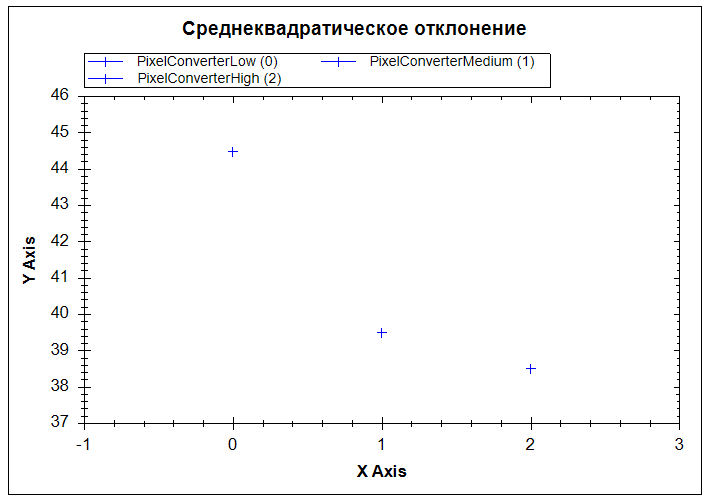 Среднеквадратическое отклонение
PixelConverterLow (0) PixelConverterMedium (1)
PixelConverterHigh (2)
46
45
44
43
42
41
40
39
38
37
Y Axis
-1 0 1 2 3
X Axis